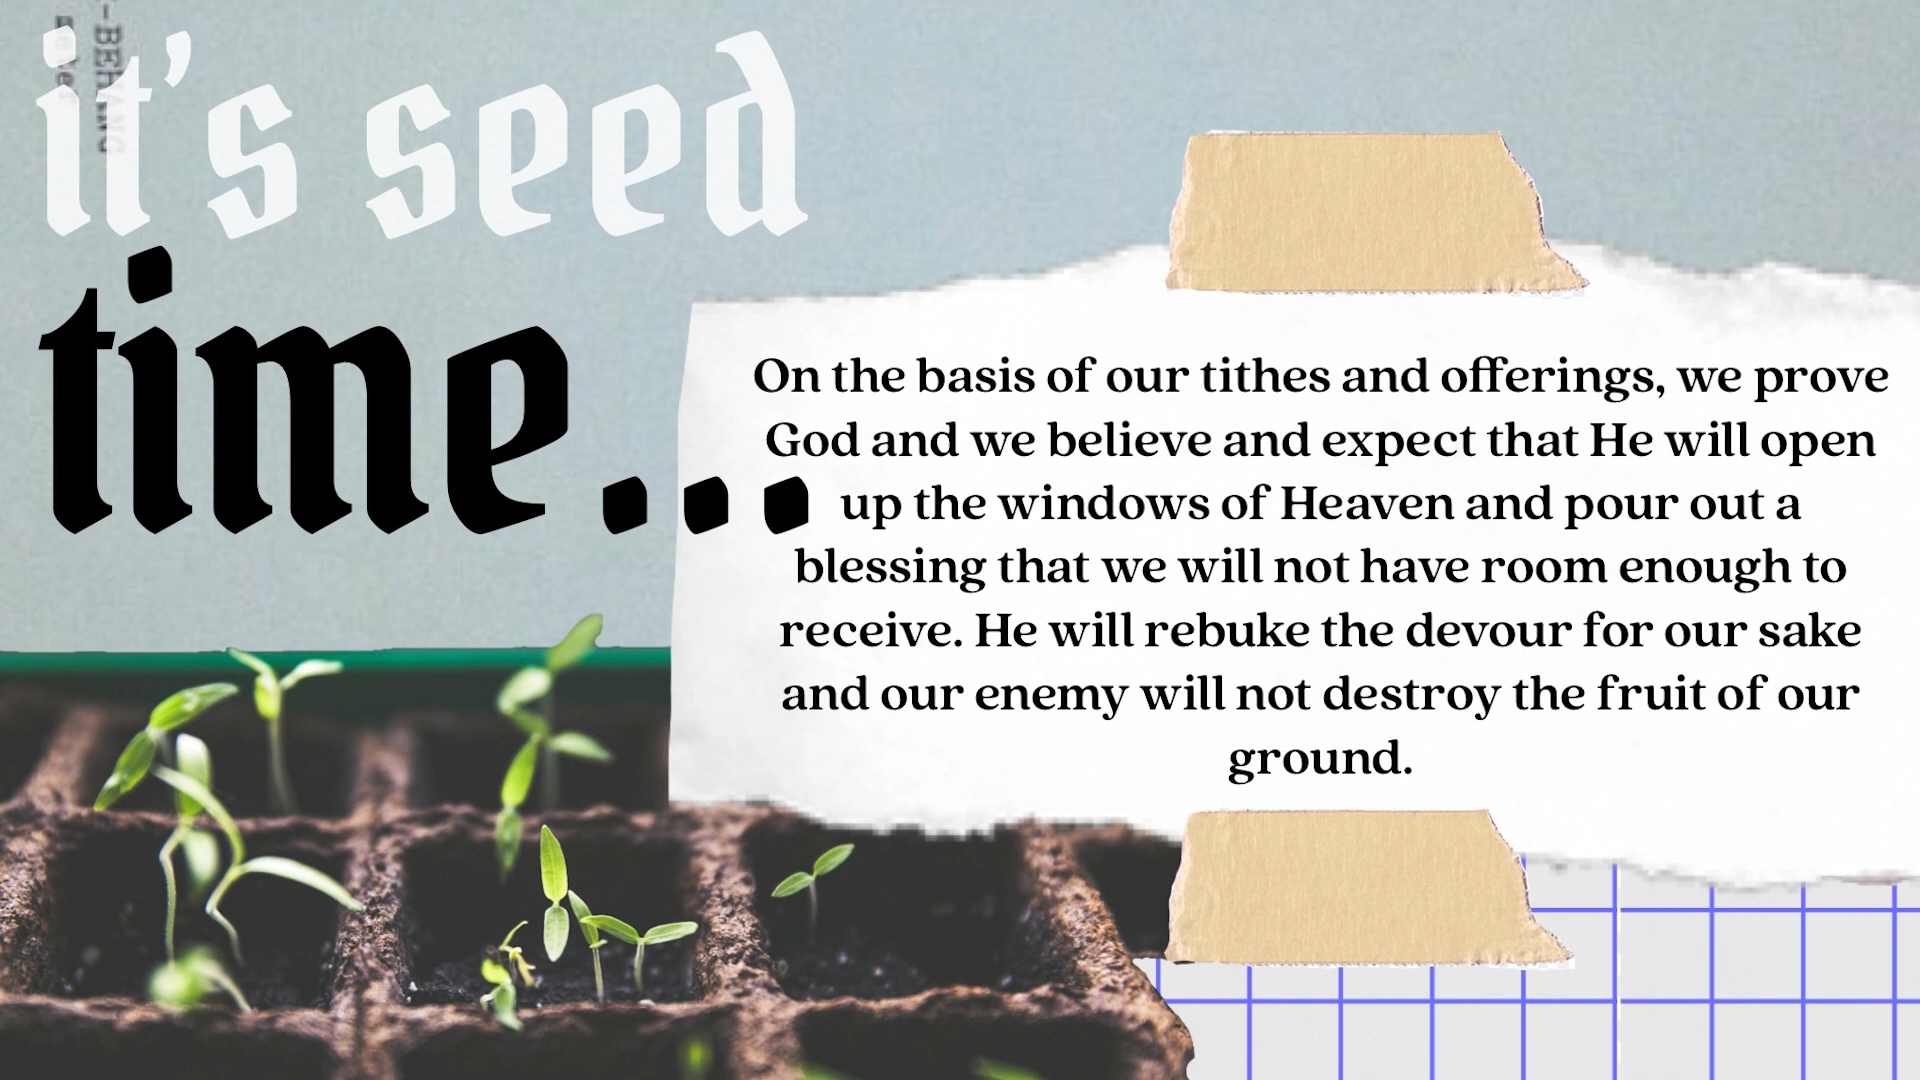 it's seed
time...
On the basis of our tithes and offerings, we prove
God and we believe and expect that He will open
up the windows of Heaven and pour out a
blessing that we will not have room enough to
receive. He will rebuke the devour for our sake
and our enemy will not destroy the fruit of our
ground.